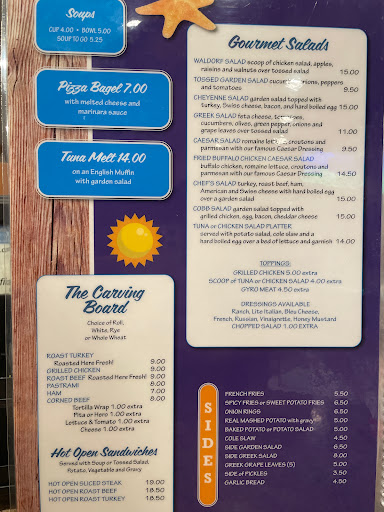 Soups
CUP 4.00 • BOWL 5.00
SOUP TO GO 5.25
Pizza Bagel 7.00
with melted cheese and
marinara sauce
Tuna Melt 14.00
on an English Muffin
with garden salad
The Carving
Board
Choice of Roll,
White, Rye
or Whole Wheat
ROAST TURKEY
Roasted Here Fresh! 9.00
GRILLED CHICKEN 9.00
ROAST BEEF Roasted Here Fresh! 9.00
PASTRAMI 8.00
HAM 7.00
CORNED BEEF 8.00
Tortilla Wrap 1.00 extra
Pita or Hero 1.00 extra
Lettuce & Tomato 1.00 extra
Cheese 1.00 extra
Hot Open Sandwiches
Served with Soup or Tossed Salad,
Potato, Vegetable and Gravy
HOT OPEN SLICED STEAK 19.00
HOT OPEN ROAST BEEF 18.50
HOT OPEN ROAST TURKEY 18.50
Gourmet Salads
WALDORF SALAD scoop of chicken salad, apples,
raisins and walnuts over tossed salad 15.00
TOSSED GARDEN SALAD cucumber, onions, peppers
and tomatoes 9.50
CHEYENNE SALAD garden salad topped with
turkey, Swiss cheese, bacon, and hard boiled egg 15.00
GREEK SALAD feta cheese, tomatoes,
cucumbers, olives, green pepper, onions and
grape leaves over tossed salad 11.00
CAESAR SALAD romaine lettuce, croutons and
parmesan with our famous Caesar Dressing 9.50
FRIED BUFFALO CHICKEN CAESAR SALAD
buffalo chicken, romaine lettuce, croutons and
parmesan with our famous Caesar Dressing 14.50
CHEF'S SALAD turkey, roast beef, ham,
American and Swiss cheese with hard boiled egg
over a garden salad 15.00
COBB SALAD garden salad topped with
grilled chicken, egg, bacon, cheddar cheese 15.00
TUNA or CHICKEN SALAD PLATTER
served with potato salad, cole slaw and a
hard boiled egg over a bed of lettuce and garnish 14.00
TOPPINGS:
GRILLED CHICKEN 5.00 extra
SCOOP of TUNA or CHICKEN SALAD 4.00 extra
GYRO MEAT 4.50 extra
DRESSINGS AVAILABLE
Ranch, Lite Italian, Bleu Cheese,
French, Russian, Vinaigrette, Honey Mustard
CHOPPED SALAD 1.00 EXTRA
SIDES
FRENCH FRIES 5.50
SPICY FRIES or SWEET POTATO FRIES 6.50
ONION RINGS 6.50
REAL MASHED POTATO with gravy 5.00
BAKED POTATO or POTATO SALAD 5.00
COLE SLAW 4.50
SIDE GARDEN SALAD 6.50
SIDE GREEK SALAD 8.00
GREEK GRAPE LEAVES (5) 5.00
SIDE of PICKLES 3.50
GARLIC BREAD 4.50